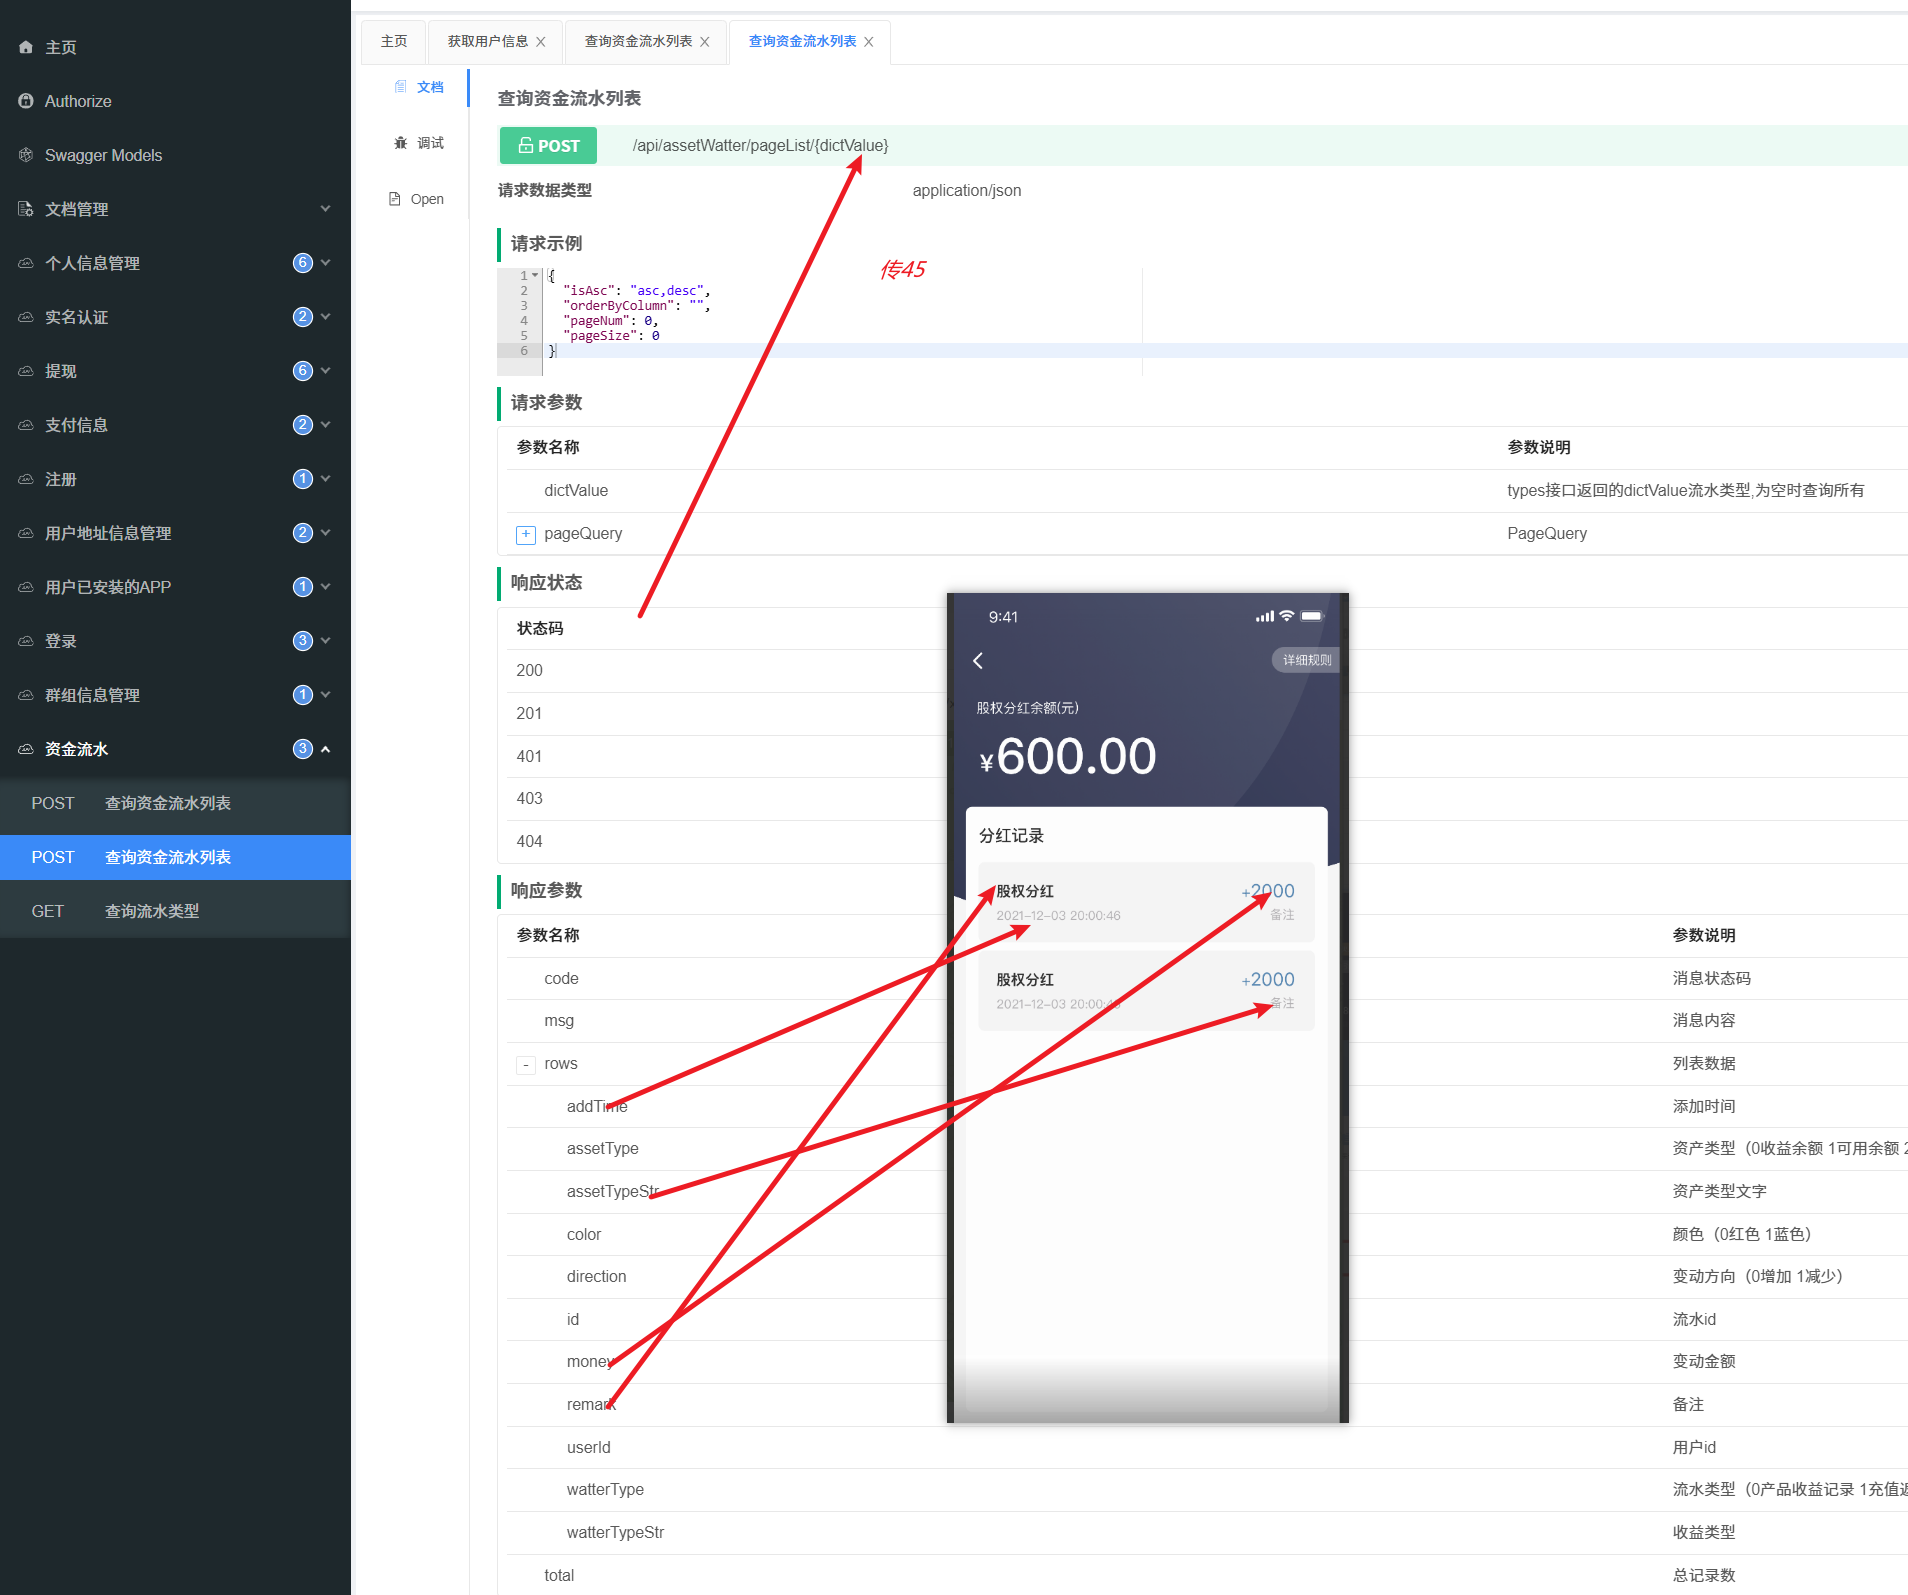 主页
Authorize
Swagger Models
文档管理
个人信息管理 6
实名认证 2
提现 6
支付信息 2
注册 1
用户地址信息管理 2
用户已安装的APP 1
登录 3
群组信息管理 1
资金流水 3
POST 查询资金流水列表
POST 查询资金流水列表
GET 查询流水类型
主页 获取用户信息 查询资金流水列表 查询资金流水列表
文档
调试
Open
查询资金流水列表
POST /api/assetWatter/pageList/{dictValue}
请求数据类型 application/json
请求示例
传45
1 {
2 "isAsc": "asc,desc",
3 "orderByColumn": "",
4 "pageNum": 0,
5 "pageSize": 0
6 }
请求参数
参数名称 参数说明
dictValue types接口返回的dictValue流水类型,为空时查询所有
+ pageQuery PageQuery
响应状态
状态码
200
201
401
403
404
9:41
详细规则
股权分红余额(元)
¥600.00
分红记录
股权分红 +2000
2021-12-03 20:00:46 备注
股权分红 +2000
2021-12-03 20:00:46 备注
响应参数
参数名称 参数说明
code 消息状态码
msg 消息内容
- rows 列表数据
addTime 添加时间
assetType 资产类型（0收益余额 1可用余额 2
assetTypeStr 资产类型文字
color 颜色（0红色 1蓝色）
direction 变动方向（0增加 1减少）
id 流水id
money 变动金额
remark 备注
userId 用户id
watterType 流水类型（0产品收益记录 1充值返
watterTypeStr 收益类型
total 总记录数